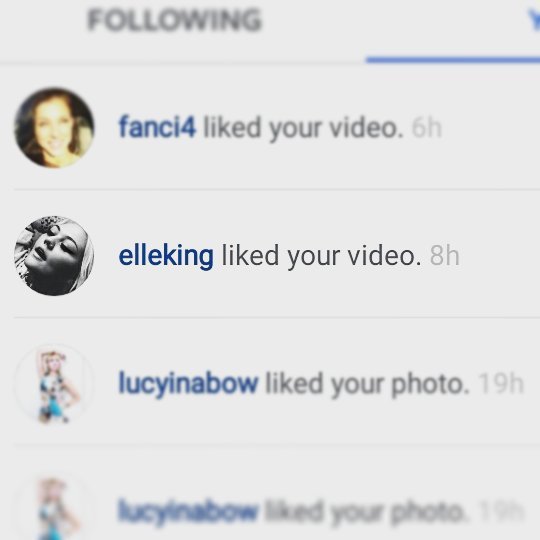 FOLLOWING
fanci4 liked your video. 6h
elleking liked your video. 8h
lucyinabow liked your photo. 19h
lucyinabow liked your photo. 19h